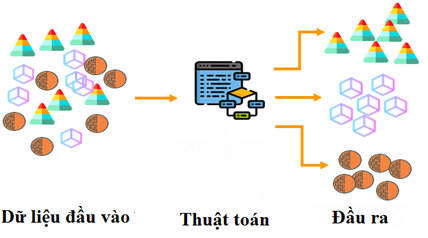 Dữ liệu đầu vào
Thuật toán
Đầu ra